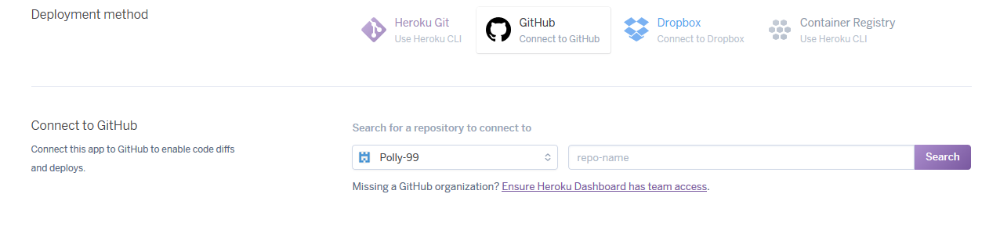 Deployment method
Heroku Git
Use Heroku CLI
GitHub
Connect to GitHub
Dropbox
Connect to Dropbox
Container Registry
Use Heroku CLI
Connect to GitHub
Connect this app to GitHub to enable code diffs
and deploys.
Search for a repository to connect to
Polly-99
repo-name
Search
Missing a GitHub organization? Ensure Heroku Dashboard has team access.